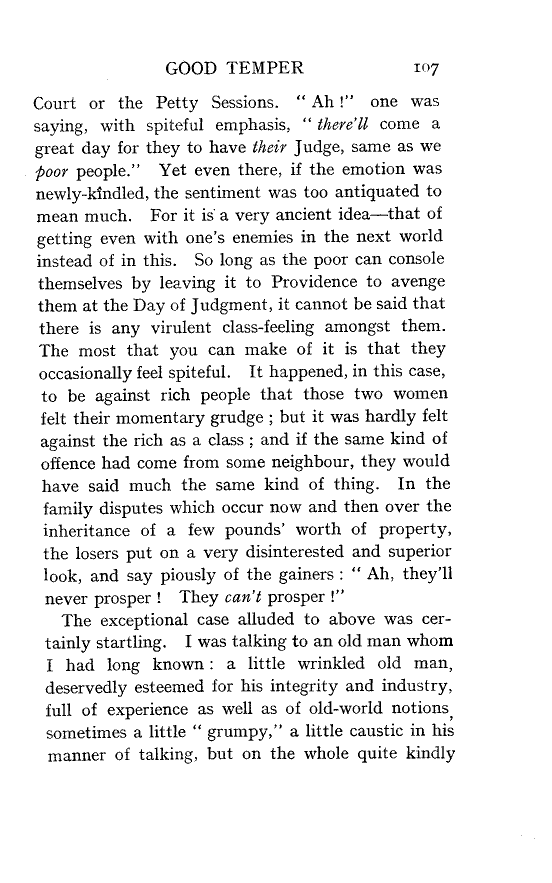 GOOD TEMPER 107
Court or the Petty Sessions. " Ah !" one was
saying, with spiteful emphasis, " there'll come a
great day for they to have their Judge, same as we
poor people." Yet even there, if the emotion was
newly-kindled, the sentiment was too antiquated to
mean much. For it is a very ancient idea—that of
getting even with one's enemies in the next world
instead of in this. So long as the poor can console
themselves by leaving it to Providence to avenge
them at the Day of Judgment, it cannot be said that
there is any virulent class-feeling amongst them.
The most that you can make of it is that they
occasionally feel spiteful. It happened, in this case,
to be against rich people that those two women
felt their momentary grudge ; but it was hardly felt
against the rich as a class ; and if the same kind of
offence had come from some neighbour, they would
have said much the same kind of thing. In the
family disputes which occur now and then over the
inheritance of a few pounds' worth of property,
the losers put on a very disinterested and superior
look, and say piously of the gainers : " Ah, they'll
never prosper ! They can't prosper !"
The exceptional case alluded to above was cer-
tainly startling. I was talking to an old man whom
I had long known : a little wrinkled old man,
deservedly esteemed for his integrity and industry,
full of experience as well as of old-world notions,
sometimes a little " grumpy," a little caustic in his
manner of talking, but on the whole quite kindly